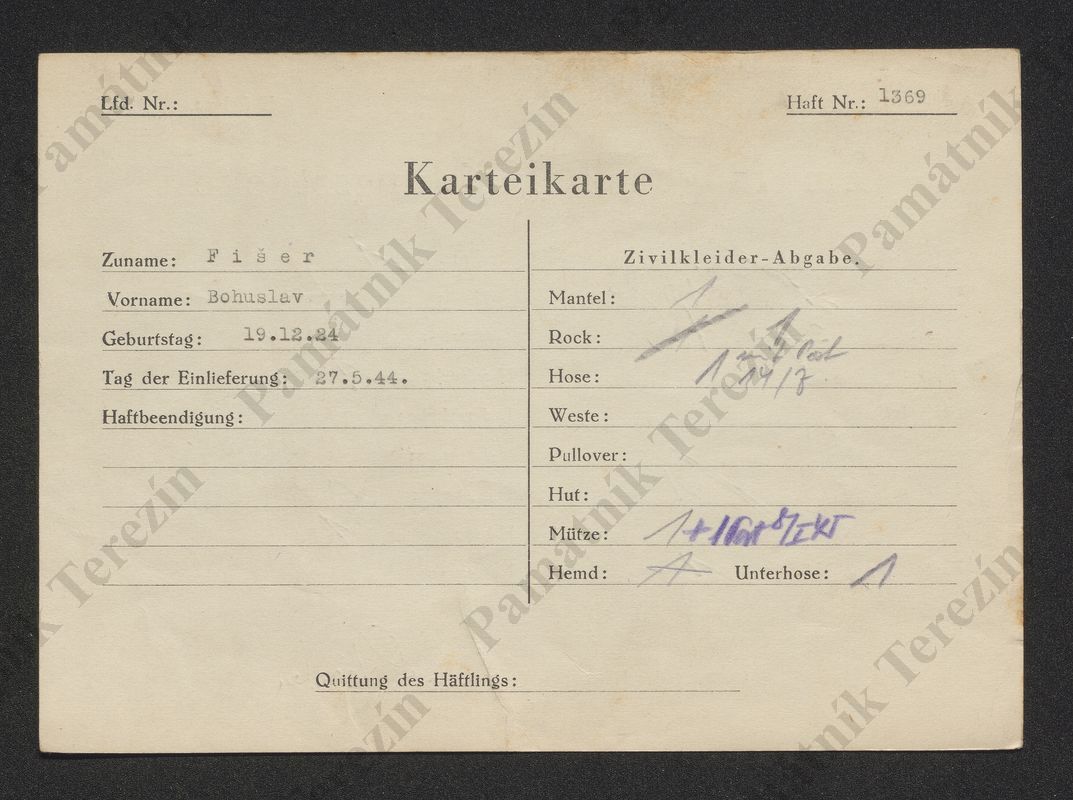 Lfd. Nr.:
Haft Nr.: 1369
Karteikarte
Zuname: Fišer
Vorname: Bohuslav
Geburtstag: 19.12.24
Tag der Einlieferung: 27.5.44.
Haftbeendigung:
Zivilkleider-Abgabe.
Mantel: 1
Rock: 1
Hose: 1
Weste:
Pullover:
Hut:
Mütze: 1 + 1
Hemd: 1 Unterhose: 1
Quittung des Häftlings:
Památník Terezín